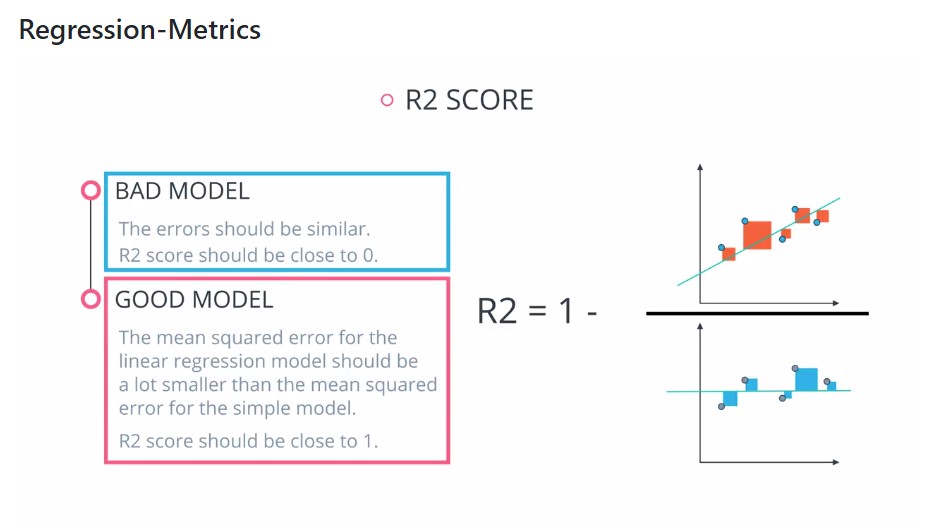 Regression-Metrics
R2 SCORE
BAD MODEL
The errors should be similar.
R2 score should be close to 0.
GOOD MODEL
The mean squared error for the
linear regression model should be
a lot smaller than the mean squared
error for the simple model.
R2 score should be close to 1.
R2 = 1 -